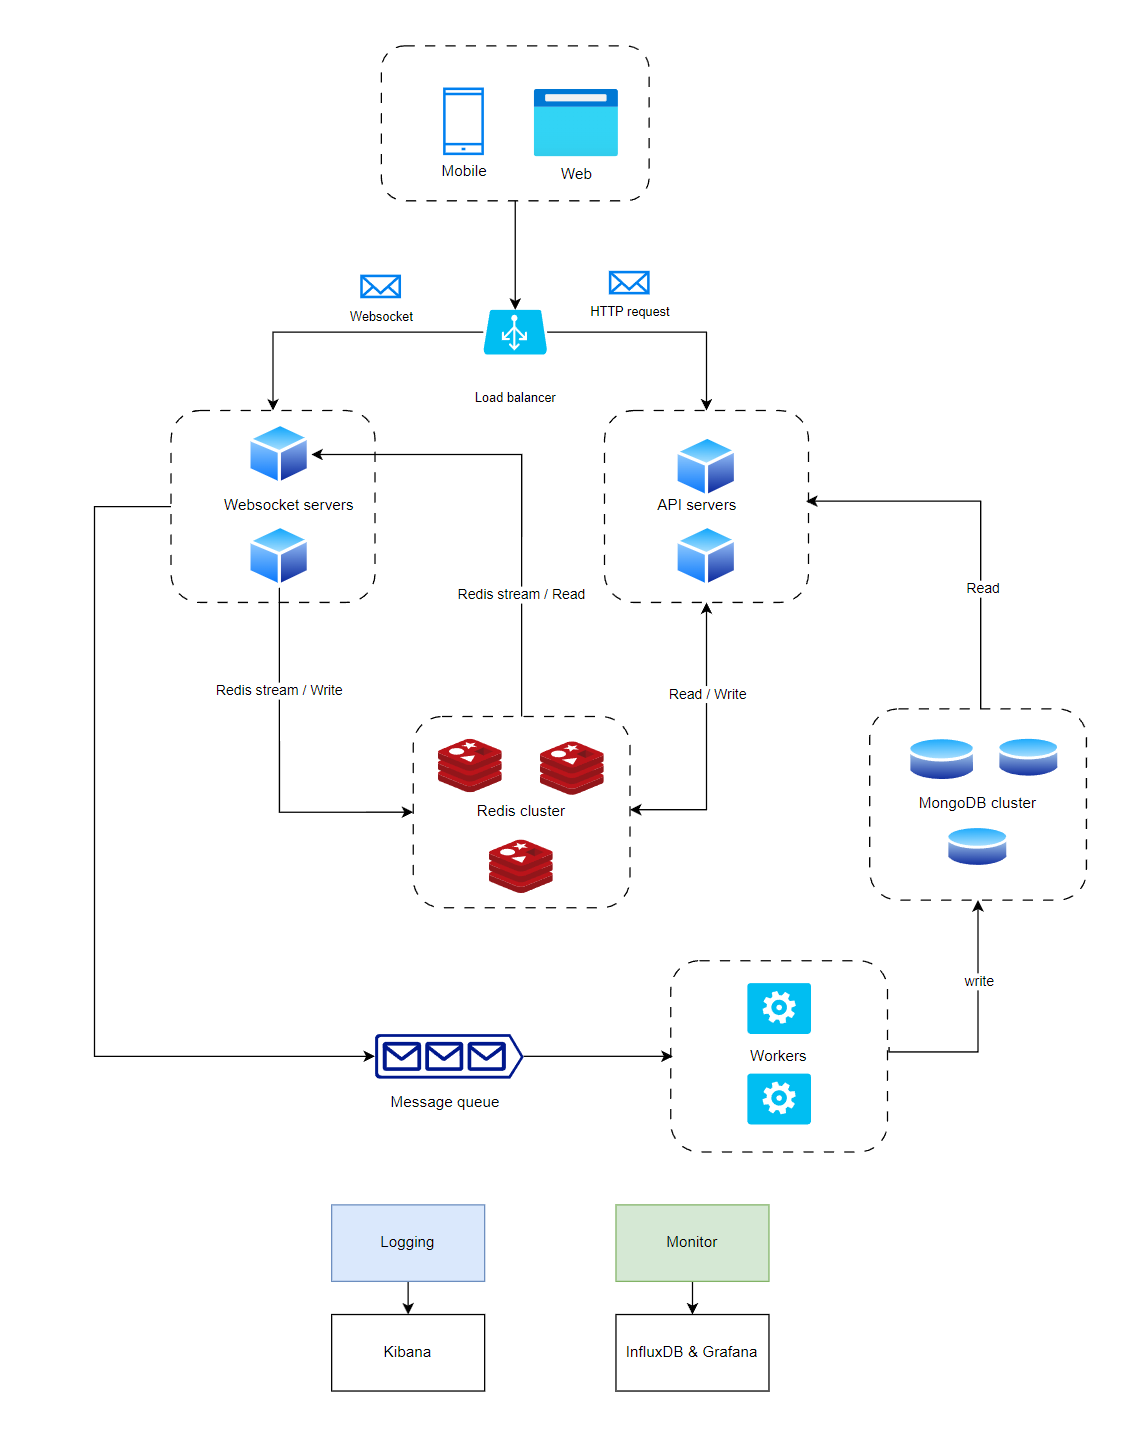 Mobile
Web
Websocket
HTTP request
Load balancer
Websocket servers
API servers
Redis stream / Read
Read
Redis stream / Write
Read / Write
Redis cluster
MongoDB cluster
write
Workers
Message queue
Logging
Monitor
Kibana
InfluxDB & Grafana